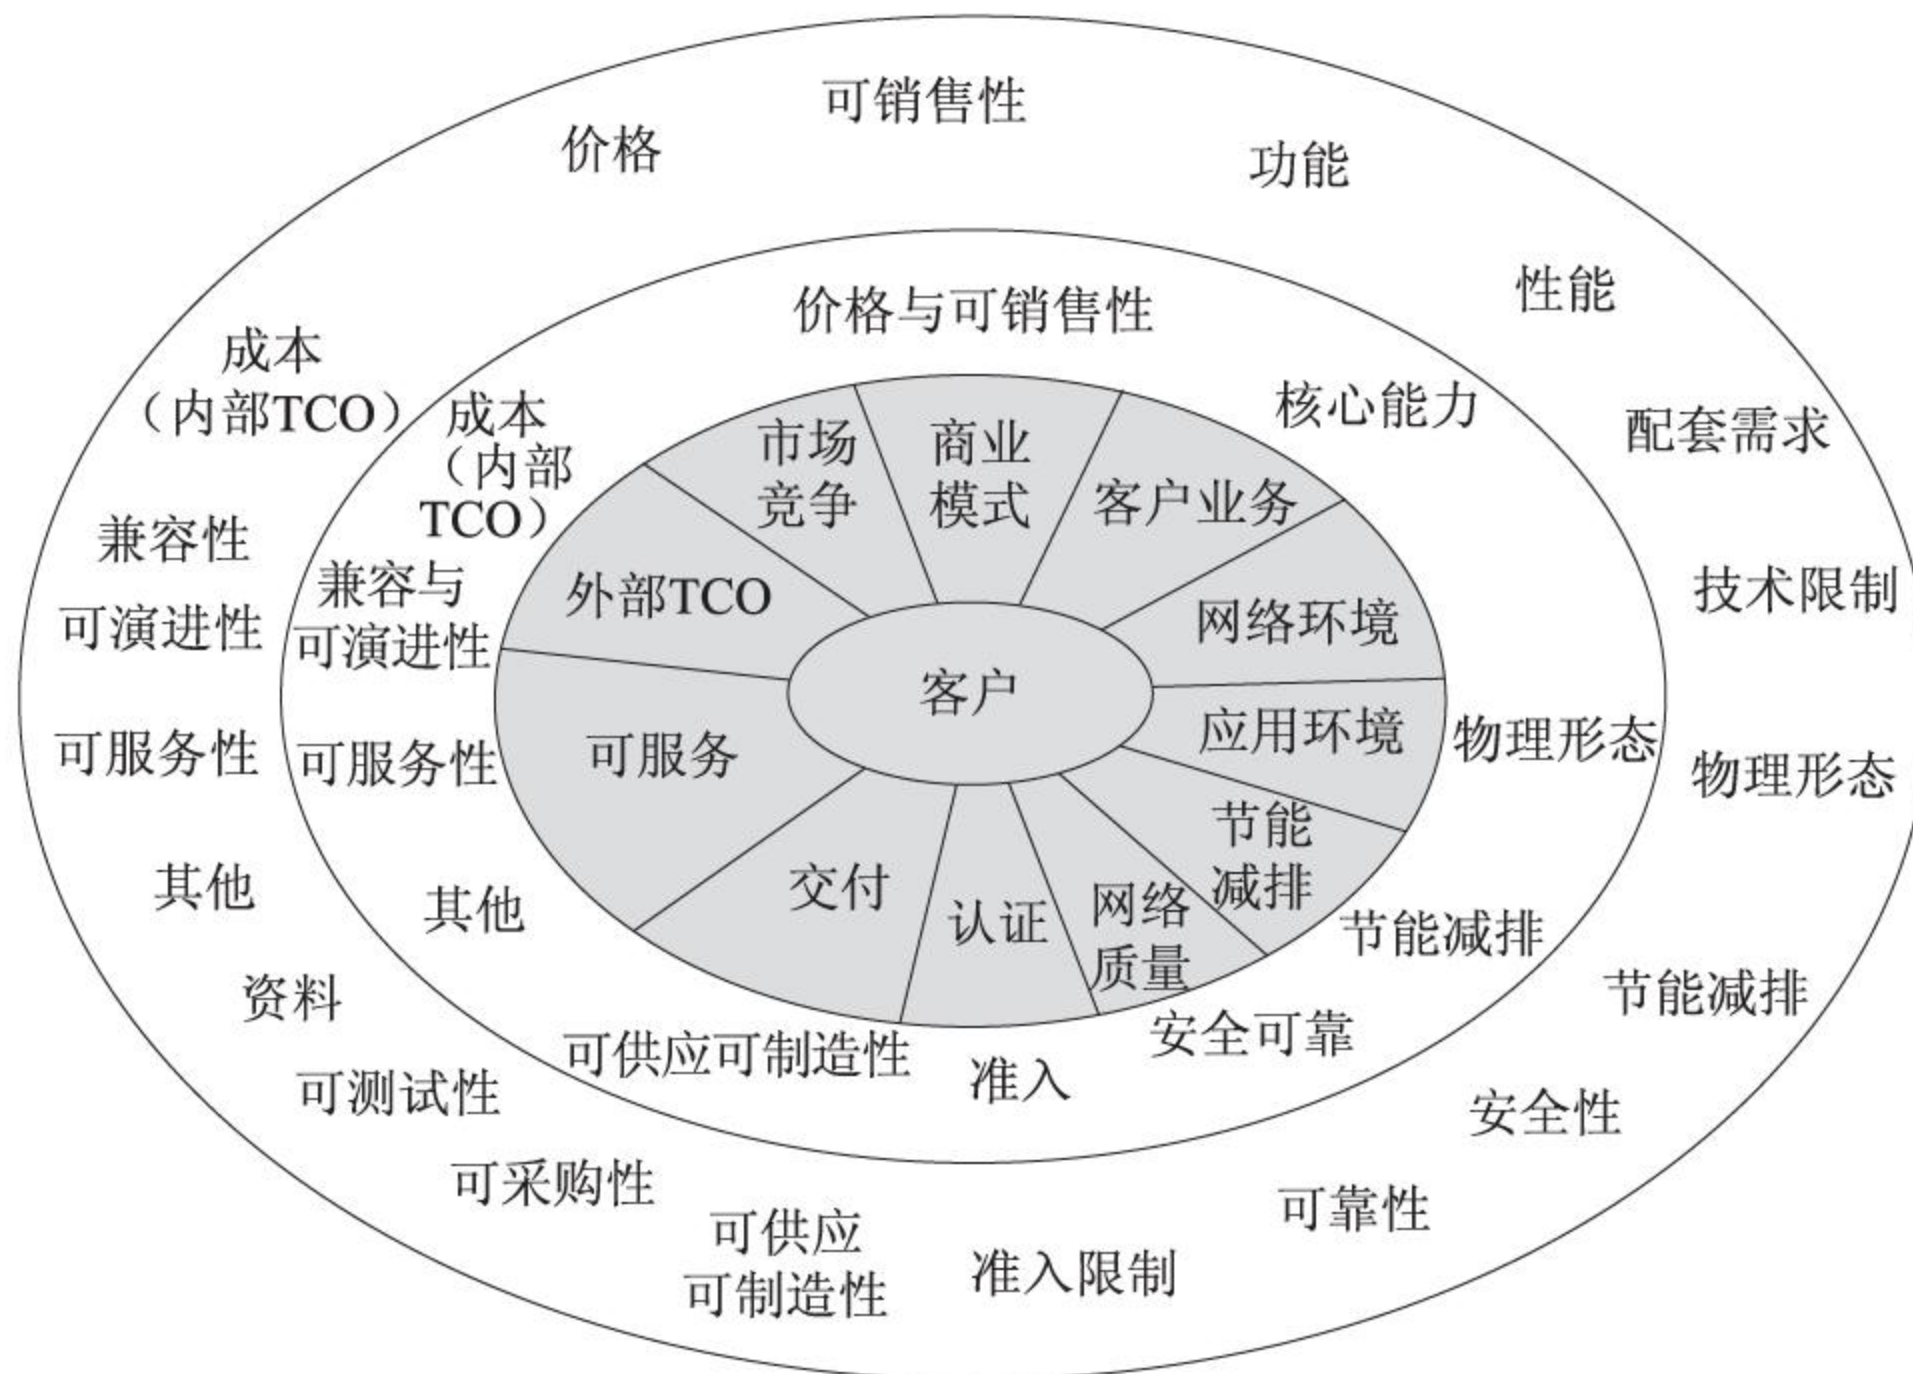 可销售性
价格
功能
性能
成本
（内部TCO）
配套需求
兼容性
技术限制
可演进性
可服务性
物理形态
其他
节能减排
资料
可测试性
安全性
可采购性
可靠性
可供应
可制造性
准入限制
价格与可销售性
核心能力
成本
（内部
TCO）
兼容与
可演进性
可服务性
物理形态
其他
节能减排
可供应可制造性
准入
安全可靠
市场
竞争
商业
模式
客户业务
外部TCO
网络环境
可服务
应用环境
节能
减排
交付
认证
网络
质量
客户